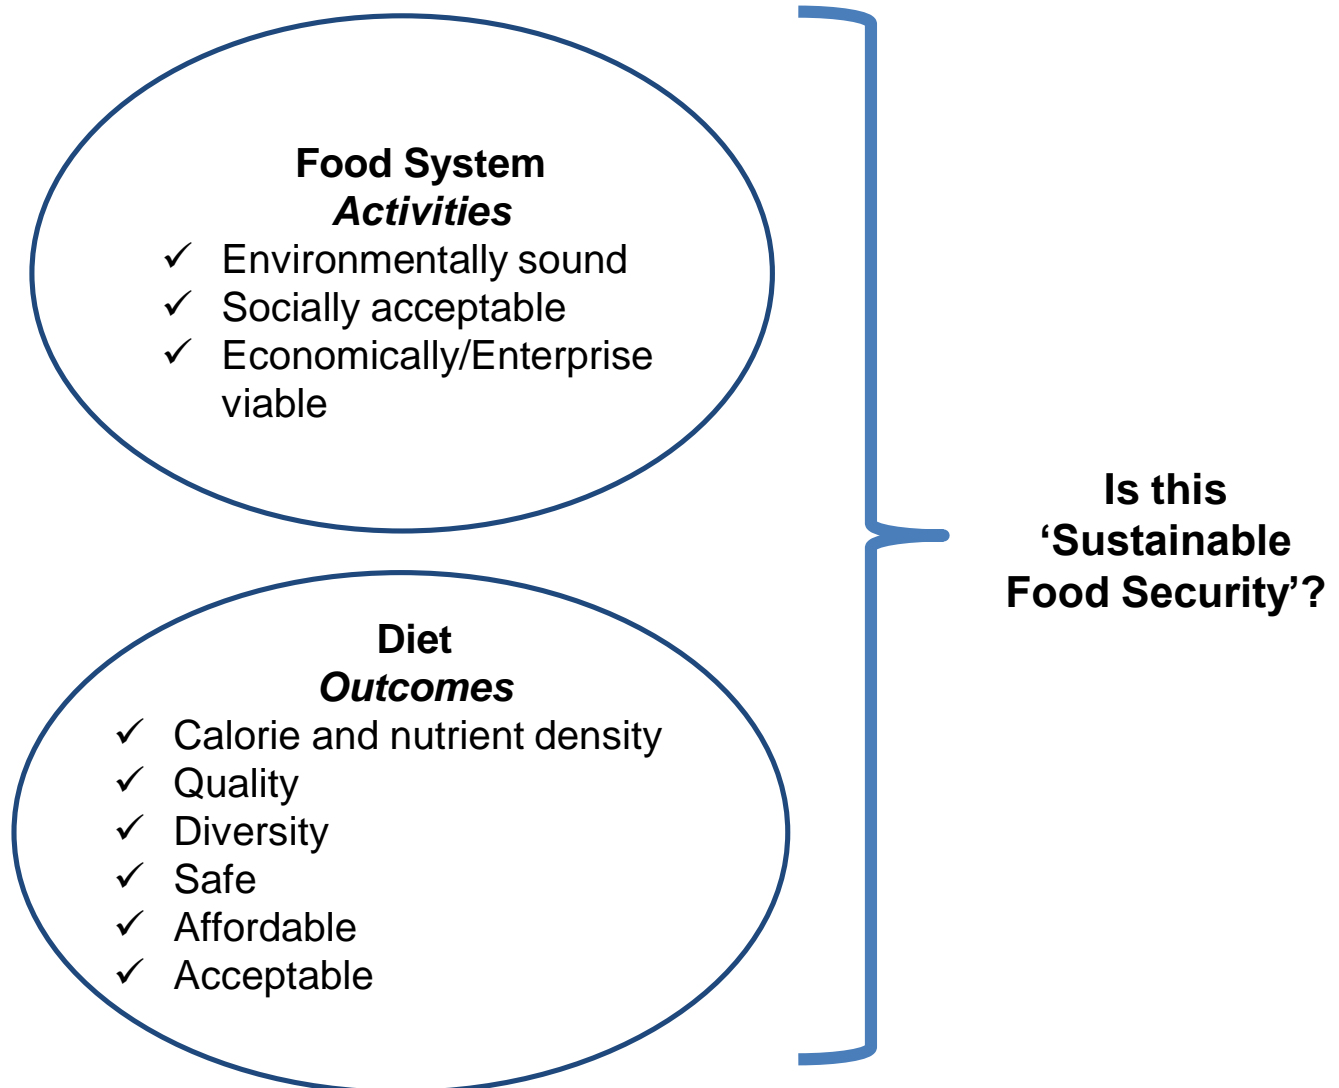 Food System
Activities
✓ Environmentally sound
✓ Socially acceptable
✓ Economically/Enterprise
viable
Diet
Outcomes
✓ Calorie and nutrient density
✓ Quality
✓ Diversity
✓ Safe
✓ Affordable
✓ Acceptable
Is this
‘Sustainable
Food Security’?